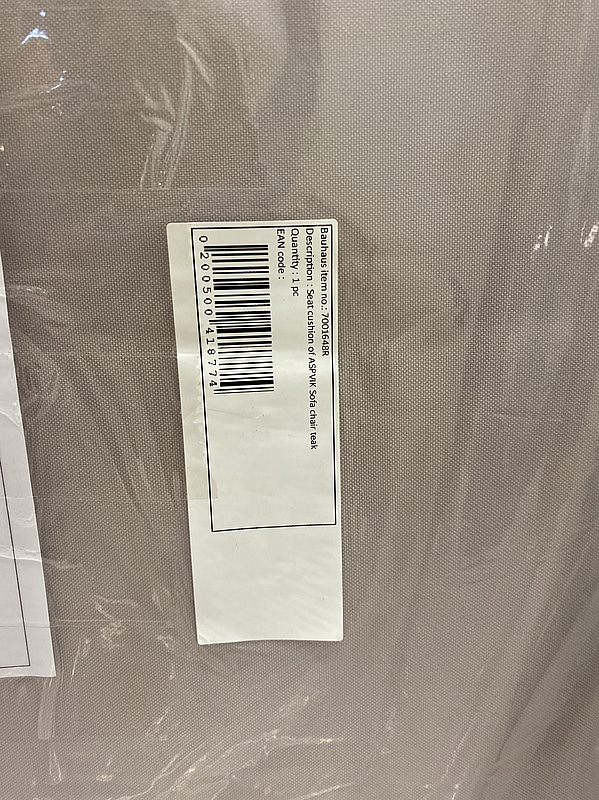 Bauhaus item no.: 7001648R
Description : Seat cushion of ASPVIK Sofa chair teak
Quantity : 1 pc
EAN code :
0 200500 418774